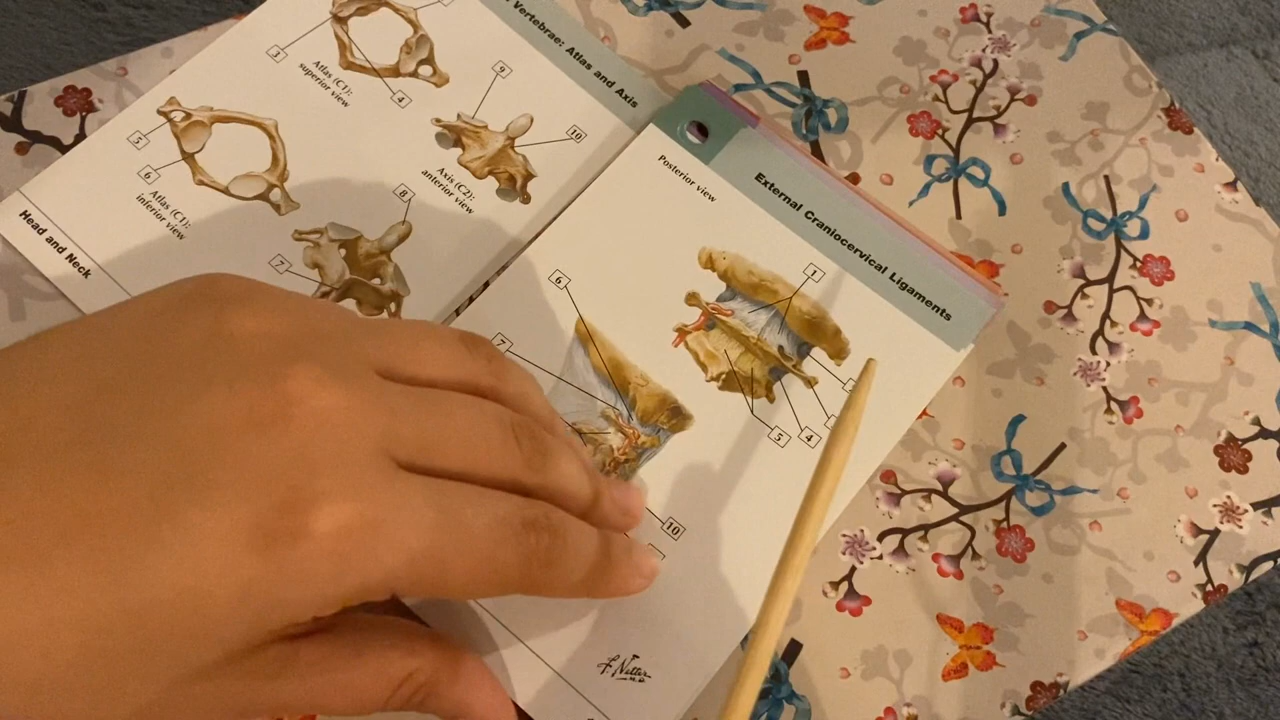 Vertebrae: Atlas and Axis
3
4
Atlas (C1):
superior view
9
10
5
6
Axis (C2):
anterior view
Atlas (C1):
inferior view
8
7
Head and Neck
External Craniocervical Ligaments
Posterior view
1
6
7
5
4
10
F. Netter
M.D.